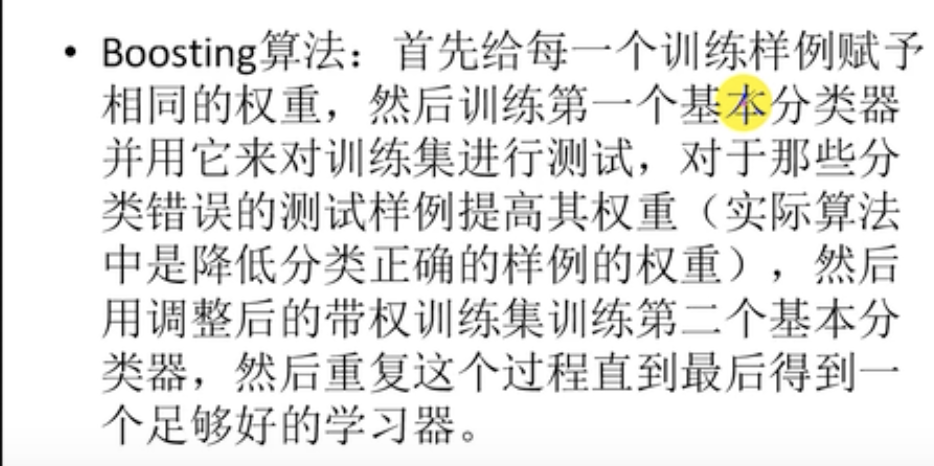 • Boosting算法：首先给每一个训练样例赋予
相同的权重，然后训练第一个基本分类器
并用它来对训练集进行测试，对于那些分
类错误的测试样例提高其权重（实际算法
中是降低分类正确的样例的权重），然后
用调整后的带权训练集训练第二个基本分
类器，然后重复这个过程直到最后得到一
个足够好的学习器。